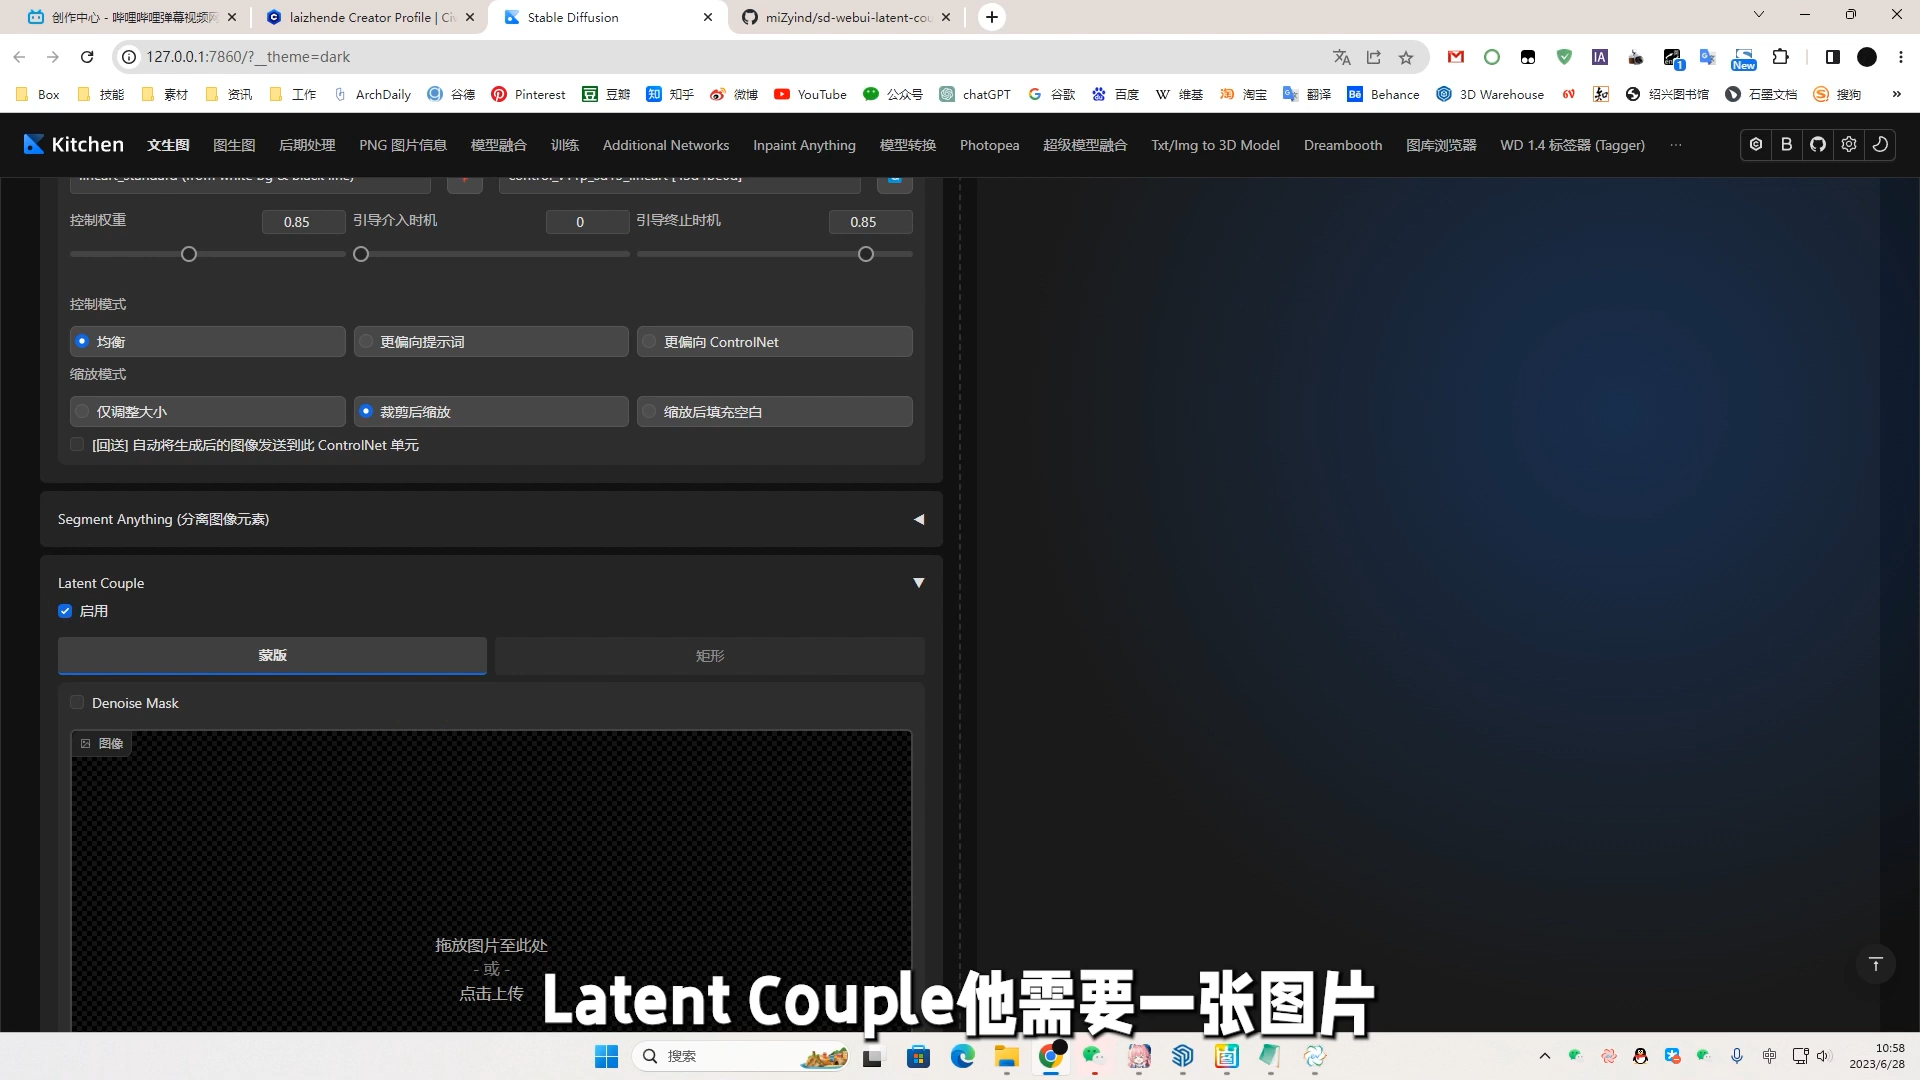 创作中心 - 哔哩哔哩弹幕视频网
laizhende Creator Profile | Civ
Stable Diffusion
miZyind/sd-webui-latent-cou
127.0.0.1:7860/?__theme=dark
IA
1
New
Box
技能
素材
资讯
工作
ArchDaily
谷德
Pinterest
豆瓣
知乎
微博
YouTube
公众号
chatGPT
谷歌
百度
维基
淘宝
翻译
Behance
3D Warehouse
绍兴图书馆
石墨文档
搜狗
»
Kitchen
文生图
图生图
后期处理
PNG 图片信息
模型融合
训练
Additional Networks
Inpaint Anything
模型转换
Photopea
超级模型融合
Txt/Img to 3D Model
Dreambooth
图库浏览器
WD 1.4 标签器 (Tagger)
···
B
lineart_standard (from white bg & black line)
control_v11p_sd15_lineart [43d4be0d]
控制权重
0.85
引导介入时机
0
引导终止时机
0.85
控制模式
均衡
更偏向提示词
更偏向 ControlNet
缩放模式
仅调整大小
裁剪后缩放
缩放后填充空白
[回送] 自动将生成后的图像发送到此 ControlNet 单元
Segment Anything (分离图像元素)
Latent Couple
启用
蒙版
矩形
Denoise Mask
图像
拖放图片至此处
- 或 -
点击上传
Latent Couple他需要一张图片
搜索
中
10:58
2023/6/28